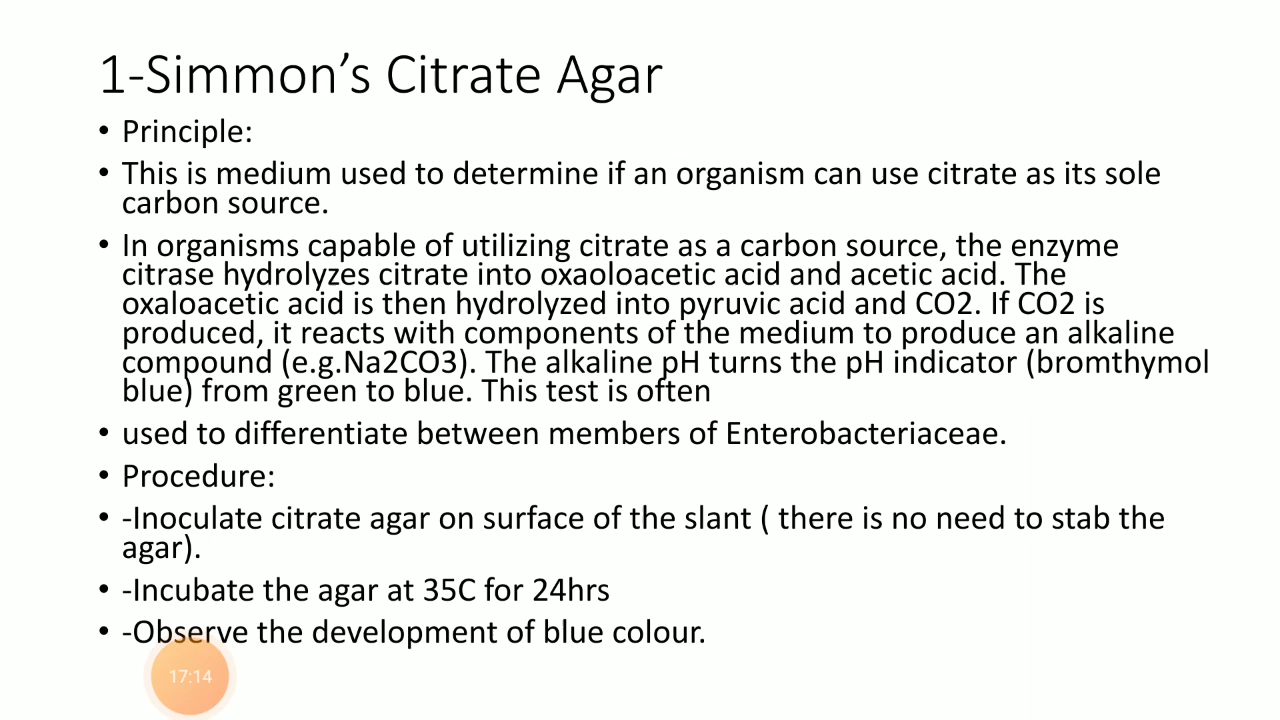 1-Simmon’s Citrate Agar
• Principle:
• This is medium used to determine if an organism can use citrate as its sole
carbon source.
• In organisms capable of utilizing citrate as a carbon source, the enzyme
citrase hydrolyzes citrate into oxaoloacetic acid and acetic acid. The
oxaloacetic acid is then hydrolyzed into pyruvic acid and CO2. If CO2 is
produced, it reacts with components of the medium to produce an alkaline
compound (e.g.Na2CO3). The alkaline pH turns the pH indicator (bromthymol
blue) from green to blue. This test is often
• used to differentiate between members of Enterobacteriaceae.
• Procedure:
• -Inoculate citrate agar on surface of the slant ( there is no need to stab the
agar).
• -Incubate the agar at 35C for 24hrs
• -Observe the development of blue colour.
17:14